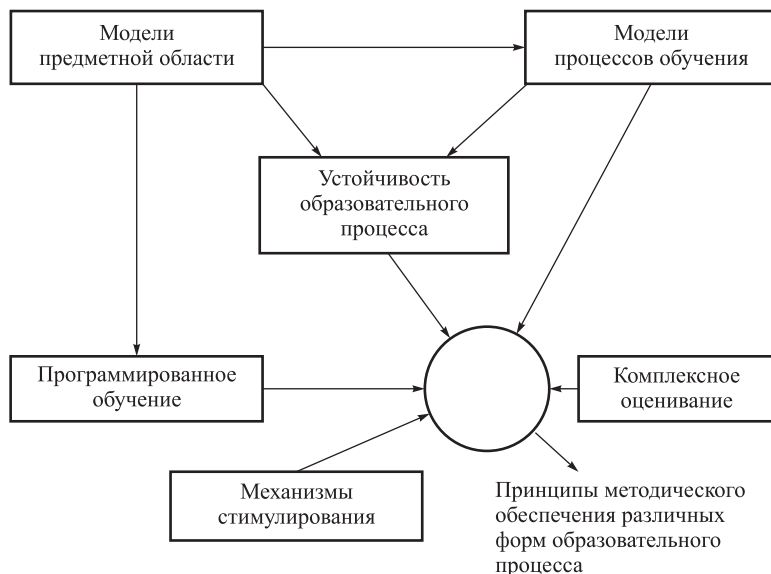 Модели
предметной области
Модели
процессов обучения
Устойчивость
образовательного
процесса
Программированное
обучение
Комплексное
оценивание
Механизмы
стимулирования
Принципы методического
обеспечения различных
форм образовательного
процесса